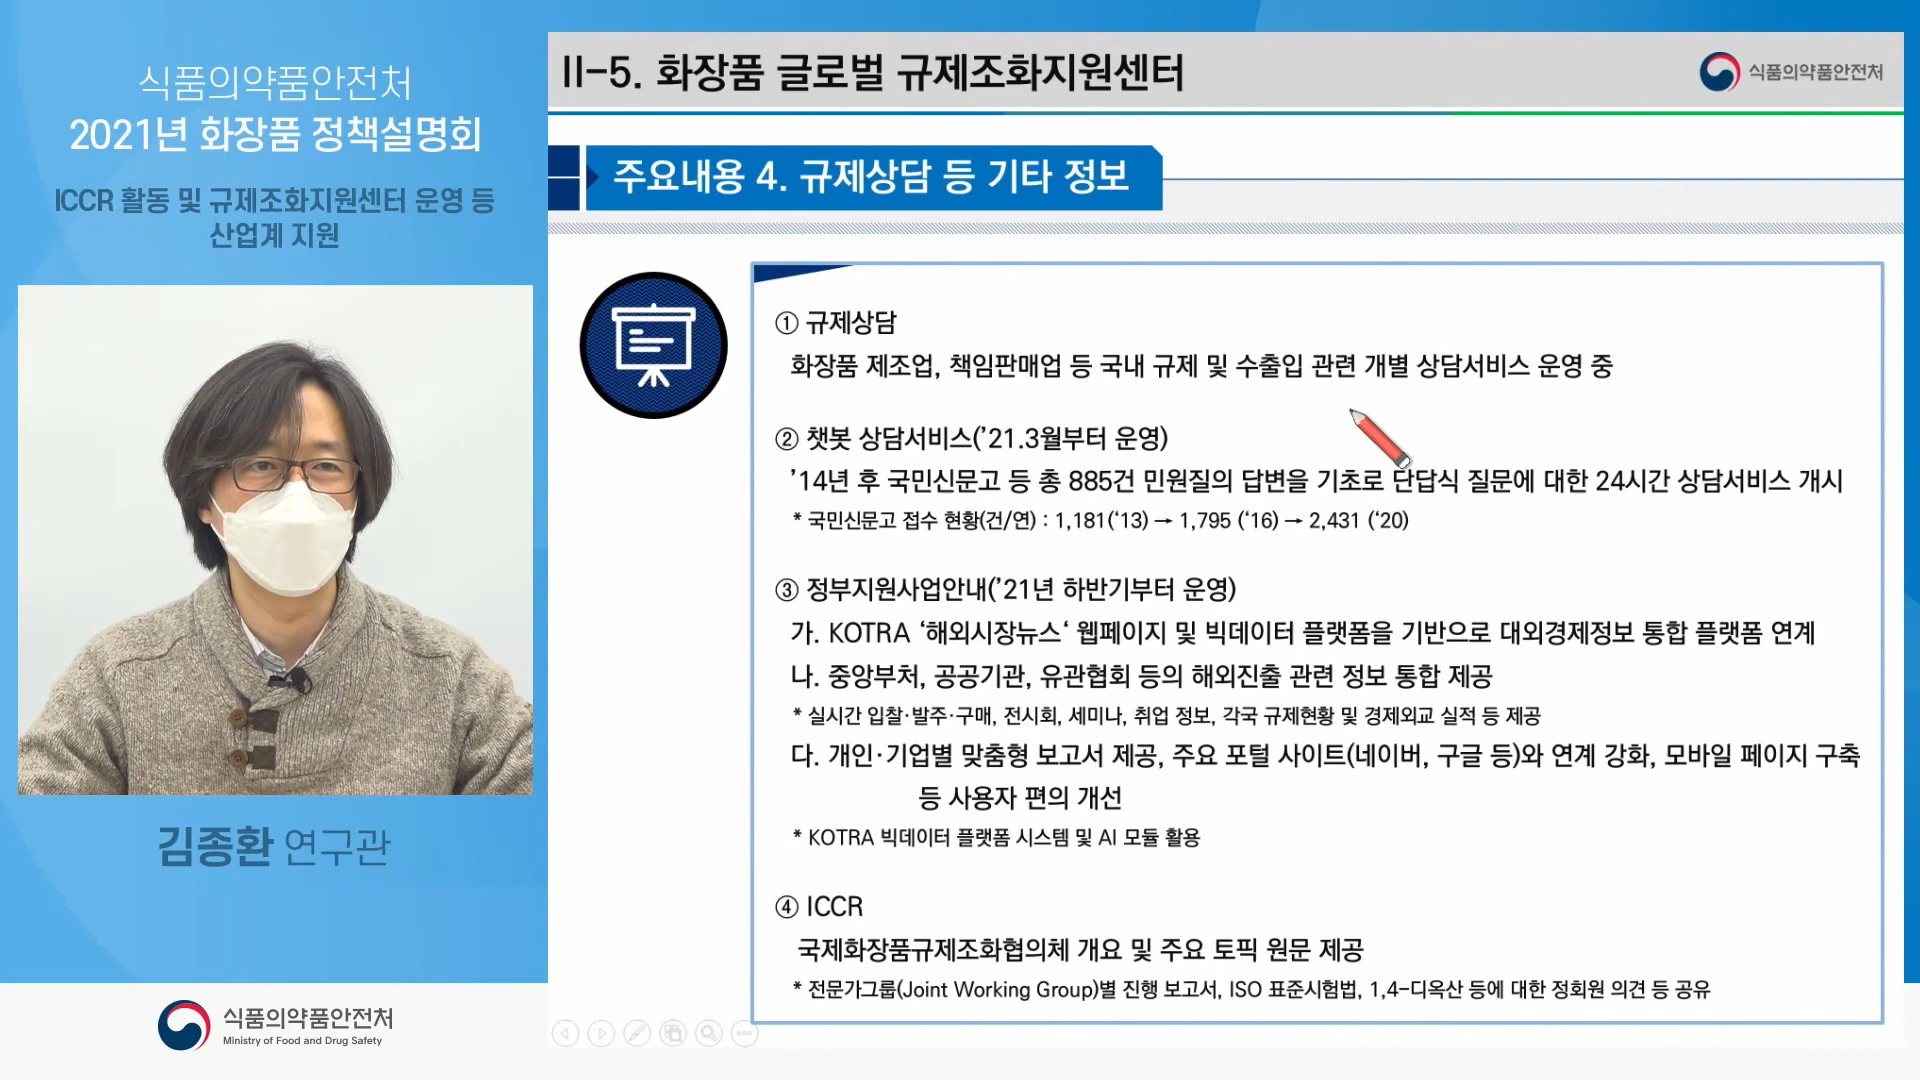 식품의약품안전처
2021년 화장품 정책설명회
ICCR 활동 및 규제조화지원센터 운영 등
산업계 지원
김종환 연구관
식품의약품안전처
Ministry of Food and Drug Safety
II-5. 화장품 글로벌 규제조화지원센터
식품의약품안전처
주요내용 4. 규제상담 등 기타 정보
① 규제상담
화장품 제조업, 책임판매업 등 국내 규제 및 수출입 관련 개별 상담서비스 운영 중
② 챗봇 상담서비스(’21.3월부터 운영)
’14년 후 국민신문고 등 총 885건 민원질의 답변을 기초로 단답식 질문에 대한 24시간 상담서비스 개시
* 국민신문고 접수 현황(건/연) : 1,181(‘13) → 1,795 (‘16) → 2,431 (‘20)
③ 정부지원사업안내(’21년 하반기부터 운영)
가. KOTRA ‘해외시장뉴스‘ 웹페이지 및 빅데이터 플랫폼을 기반으로 대외경제정보 통합 플랫폼 연계
나. 중앙부처, 공공기관, 유관협회 등의 해외진출 관련 정보 통합 제공
* 실시간 입찰·발주·구매, 전시회, 세미나, 취업 정보, 각국 규제현황 및 경제외교 실적 등 제공
다. 개인·기업별 맞춤형 보고서 제공, 주요 포털 사이트(네이버, 구글 등)와 연계 강화, 모바일 페이지 구축
등 사용자 편의 개선
* KOTRA 빅데이터 플랫폼 시스템 및 AI 모듈 활용
④ ICCR
국제화장품규제조화협의체 개요 및 주요 토픽 원문 제공
* 전문가그룹(Joint Working Group)별 진행 보고서, ISO 표준시험법, 1,4-디옥산 등에 대한 정회원 의견 등 공유